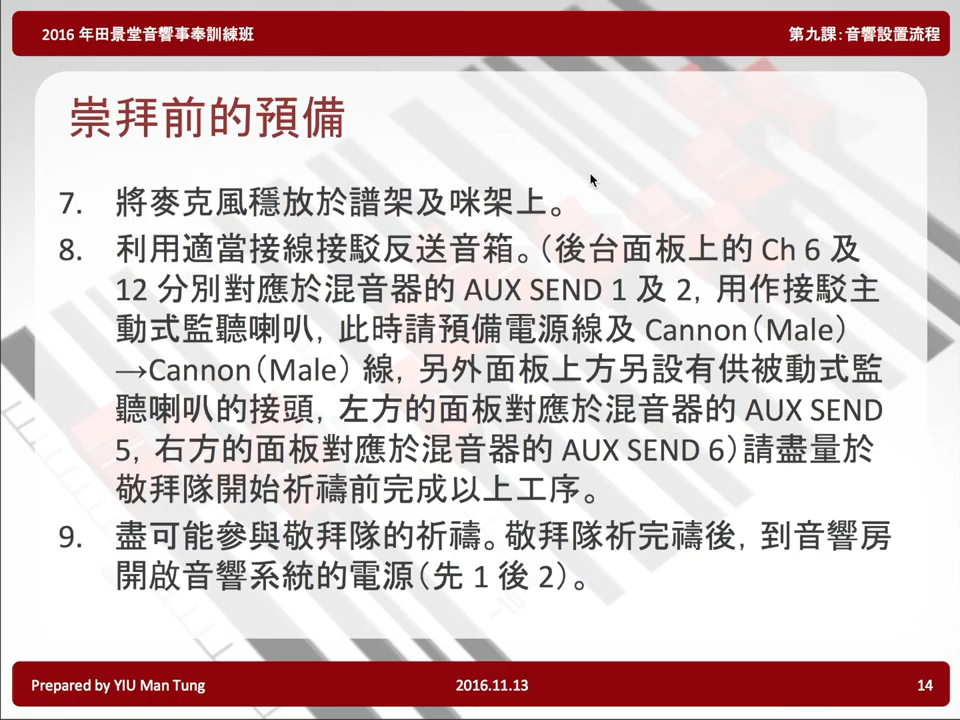 2016 年田景堂音響事奉訓練班
第九課：音響設置流程
崇拜前的預備
7. 將麥克風穩放於譜架及咪架上。
8. 利用適當接線接駁反送音箱。（後台面板上的 Ch 6 及
12 分別對應於混音器的 AUX SEND 1 及 2，用作接駁主
動式監聽喇叭，此時請預備電源線及 Cannon（Male）
→Cannon（Male）線，另外面板上方另設有供被動式監
聽喇叭的接頭，左方的面板對應於混音器的 AUX SEND
5，右方的面板對應於混音器的 AUX SEND 6）請盡量於
敬拜隊開始祈禱前完成以上工序。
9. 盡可能參與敬拜隊的祈禱。敬拜隊祈完禱後，到音響房
開啟音響系統的電源（先 1 後 2）。
Prepared by YIU Man Tung
2016.11.13
14